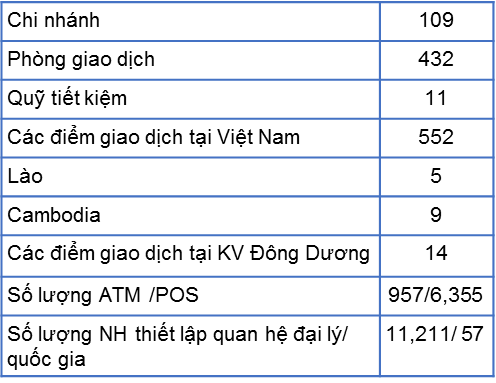 Chi nhánh 109
Phòng giao dịch 432
Quỹ tiết kiệm 11
Các điểm giao dịch tại Việt Nam 552
Lào 5
Cambodia 9
Các điểm giao dịch tại KV Đông Dương 14
Số lượng ATM /POS 957/6,355
Số lượng NH thiết lập quan hệ đại lý/ 11,211/ 57
quốc gia